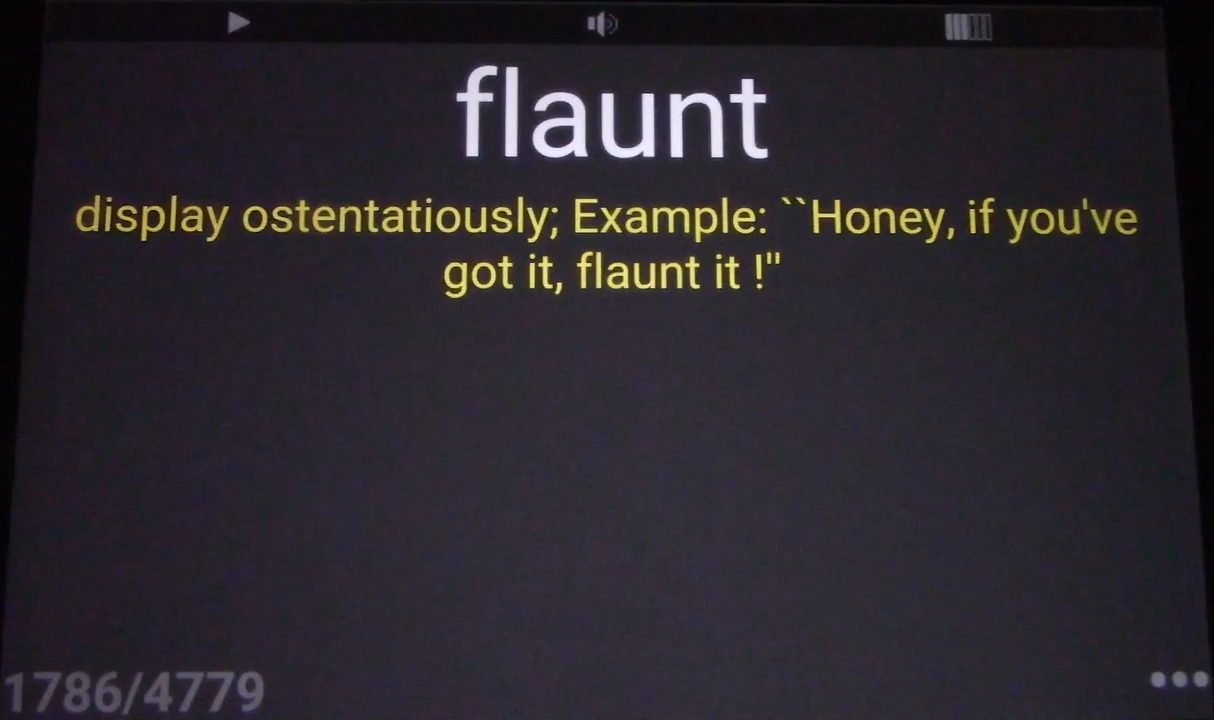 flaunt
display ostentatiously; Example: ``Honey, if you've
got it, flaunt it !"
1786/4779